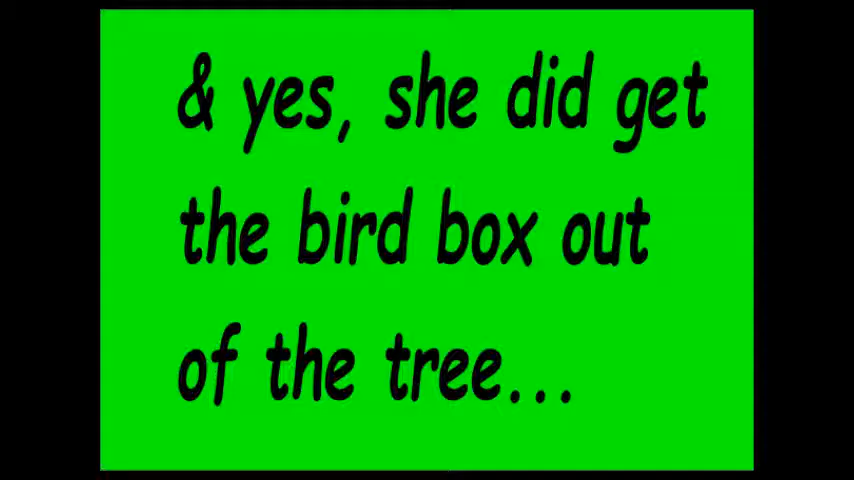 & yes, she did get
the bird box out
of the tree...